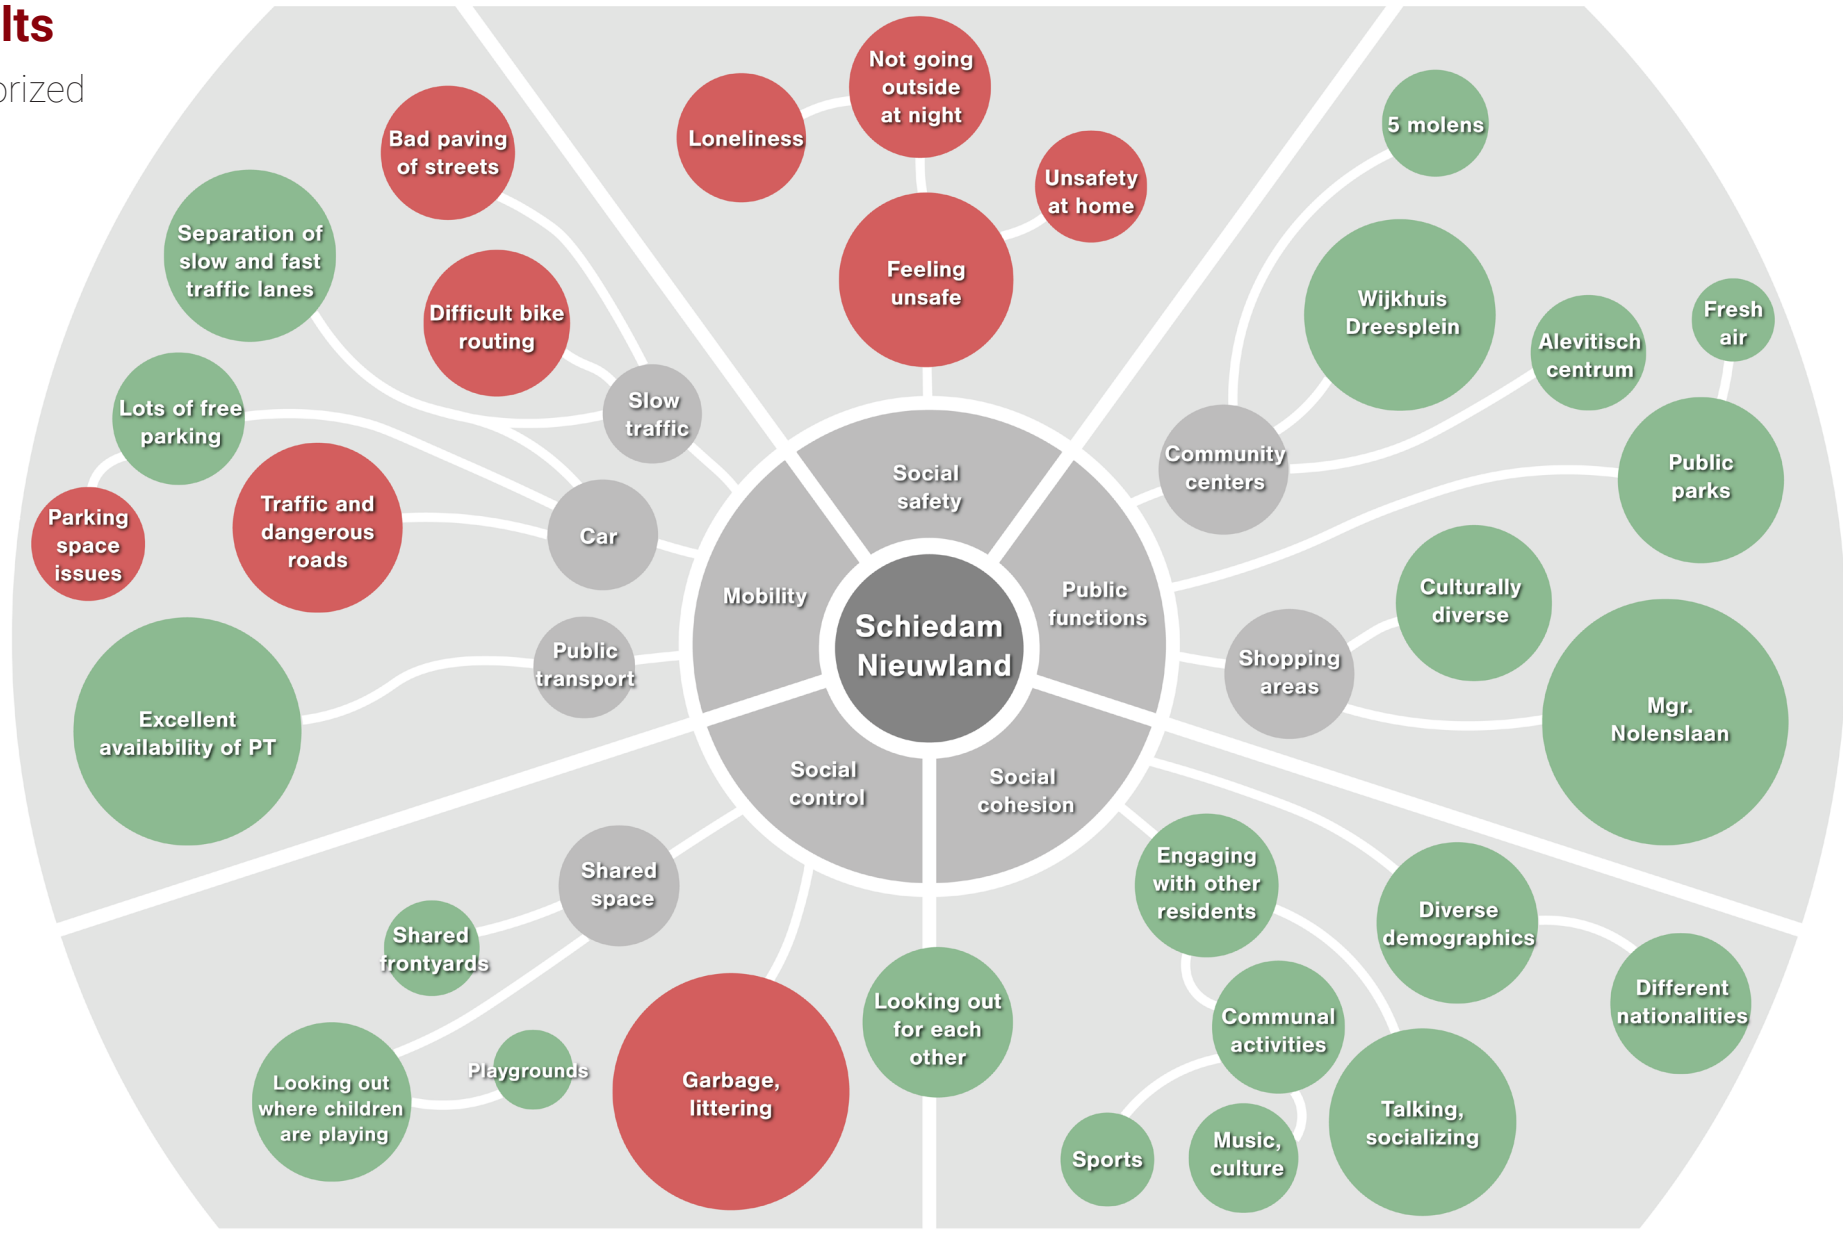 lts
orized
Not going
outside
at night
Loneliness
Unsafety
at home
Feeling
unsafe
Social
safety
Bad paving
of streets
Separation of
slow and fast
traffic lanes
Difficult bike
routing
Slow
traffic
Lots of free
parking
Parking
space
issues
Traffic and
dangerous
roads
Car
Public
transport
Excellent
availability of PT
Mobility
Schiedam
Nieuwland
Public
functions
5 molens
Wijkhuis
Dreesplein
Alevitisch
centrum
Fresh
air
Community
centers
Public
parks
Culturally
diverse
Shopping
areas
Mgr.
Nolenslaan
Social
control
Social
cohesion
Shared
space
Shared
frontyards
Looking out
where children
are playing
Playgrounds
Garbage,
littering
Looking out
for each
other
Engaging
with other
residents
Diverse
demographics
Different
nationalities
Communal
activities
Sports
Music,
culture
Talking,
socializing